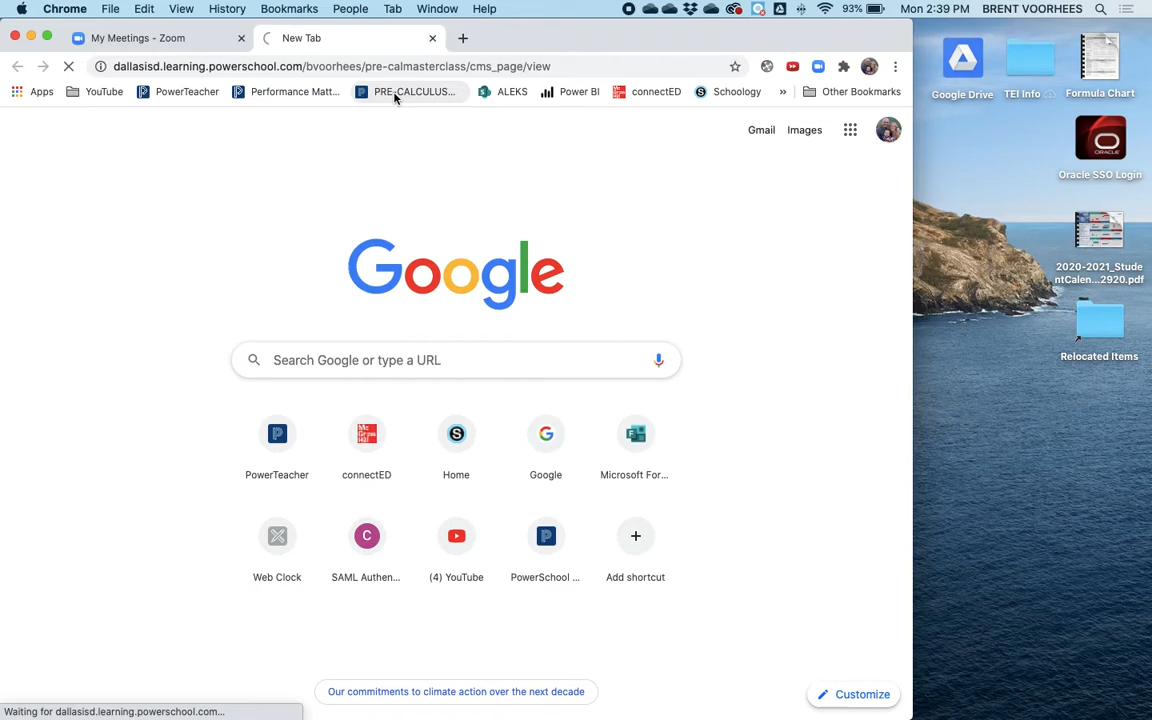 Chrome File Edit View History Bookmarks People Tab Window Help 93% Mon 2:39 PM BRENT VOORHEES
My Meetings - Zoom New Tab
dallasisd.learning.powerschool.com/bvoorhees/pre-calmasterclass/cms_page/view
Apps YouTube PowerTeacher Performance Matt... PRE-CALCULUS... ALEKS Power BI connectED Schoology » Other Bookmarks
Gmail Images
Google
Search Google or type a URL
PowerTeacher connectED Home Google Microsoft For...
Web Clock SAML Authen... (4) YouTube PowerSchool ... Add shortcut
Our commitments to climate action over the next decade
Customize
Waiting for dallasisd.learning.powerschool.com...
Google Drive TEI Info Formula Chart
Oracle SSO Login
2020-2021_Stude
ntCalen...2920.pdf
Relocated Items